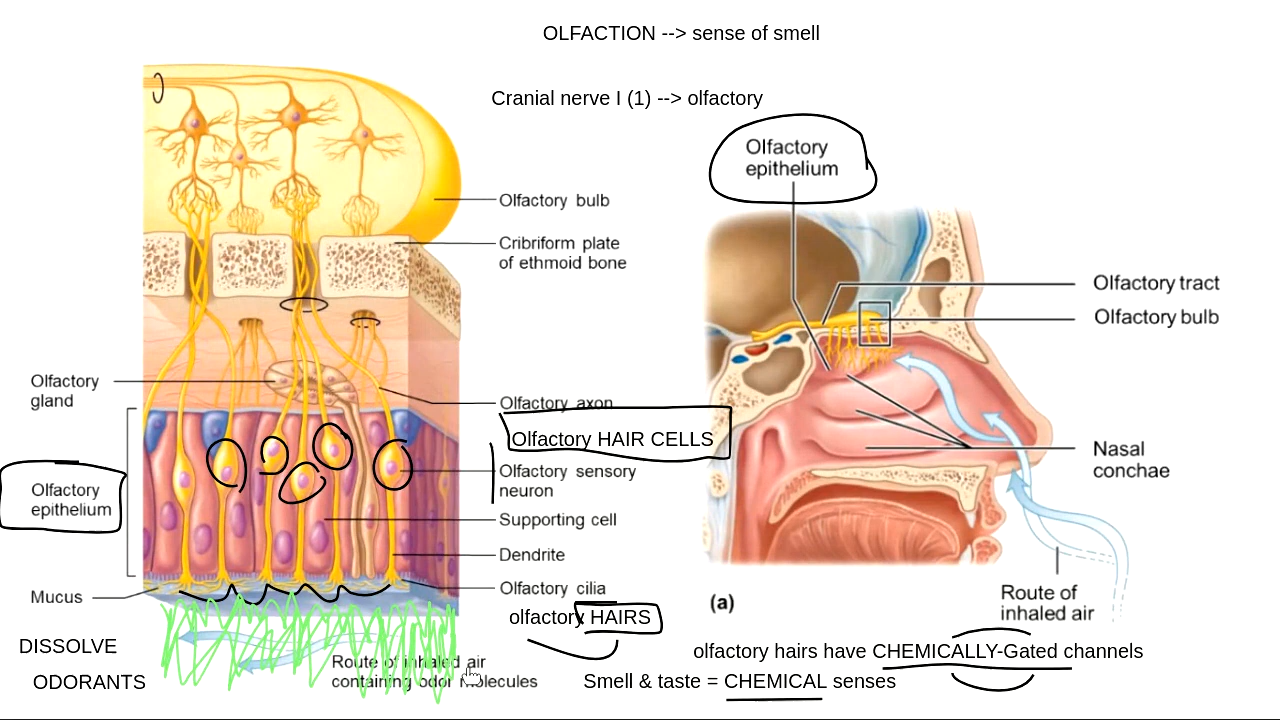 OLFACTION --> sense of smell
Cranial nerve I (1) --> olfactory
Olfactory
epithelium
Olfactory bulb
Cribriform plate
of ethmoid bone
Olfactory tract
Olfactory bulb
Olfactory
gland
Olfactory axon
Olfactory HAIR CELLS
Olfactory sensory
neuron
Nasal
conchae
Olfactory
epithelium
Supporting cell
Dendrite
Olfactory cilia
Mucus
olfactory HAIRS
Route of
inhaled air
(a)
DISSOLVE
ODORANTS
Route of inhaled air
containing odor molecules
olfactory hairs have CHEMICALLY-Gated channels
Smell & taste = CHEMICAL senses